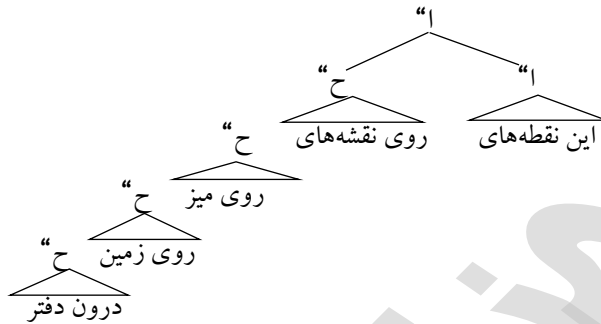 ا“
ح“ ا“
این نقطه‌های روی نقشه‌های
ح“
روی میز
ح“
روی زمین
ح“
درون دفتر